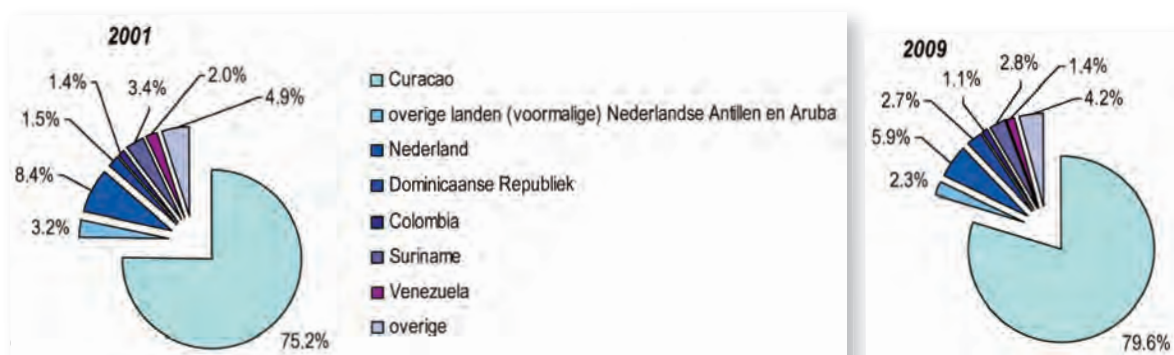 2001
1.4%
3.4%
2.0%
4.9%
1.5%
8.4%
3.2%
75.2%
Curacao
overige landen (voormalige) Nederlandse Antillen en Aruba
Nederland
Dominicaanse Republiek
Colombia
Suriname
Venezuela
overige
2009
2.8%
1.4%
1.1%
4.2%
2.7%
5.9%
2.3%
79.6%